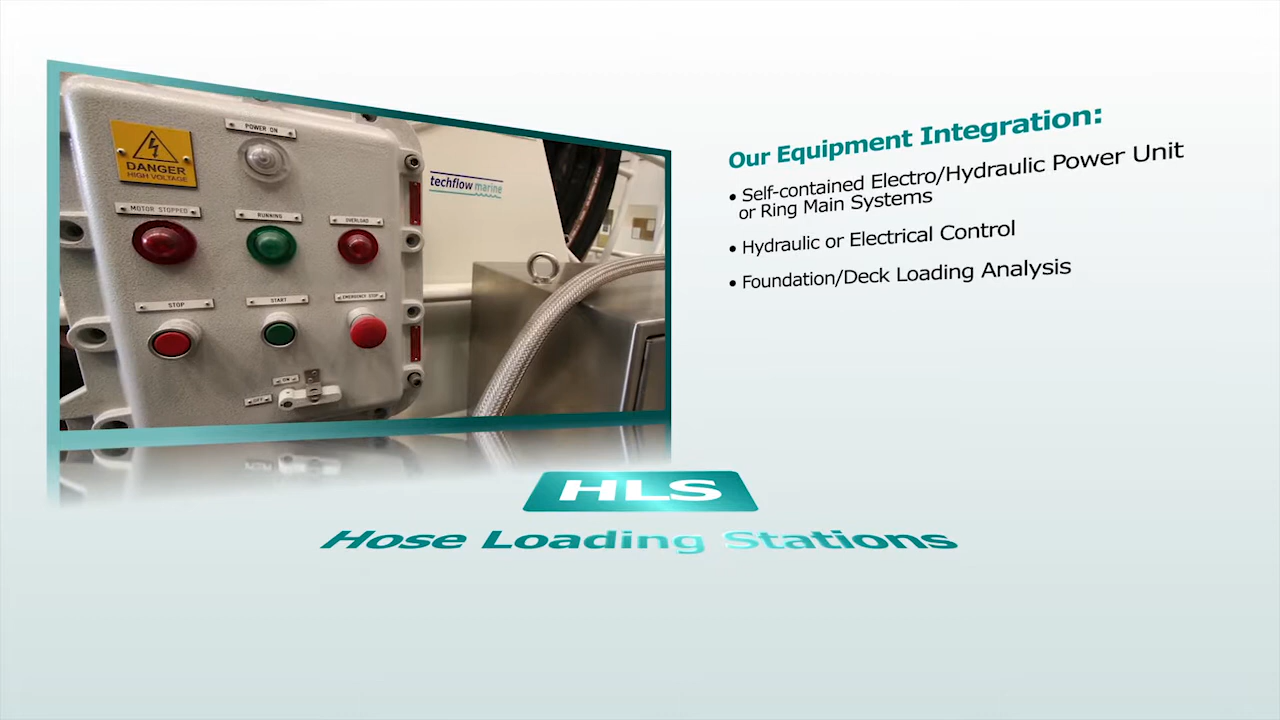 POWER ON
DANGER
HIGH VOLTAGE
MOTOR STOPPED
RUNNING
OVERLOAD
STOP
START
EMERGENCY STOP
ON
OFF
techflow marine
Our Equipment Integration:
• Self-contained Electro/Hydraulic Power Unit
or Ring Main Systems
• Hydraulic or Electrical Control
• Foundation/Deck Loading Analysis
HLS
Hose Loading Stations